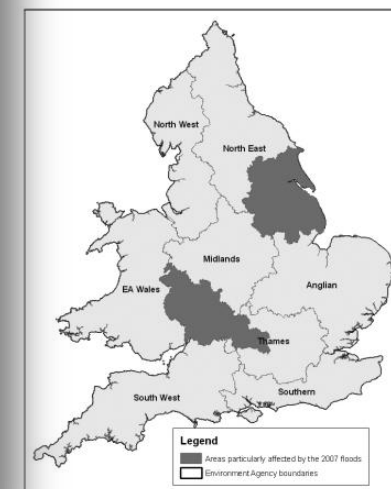 North West
North East
Midlands
EA Wales
Anglian
Thames
South West
Southern
Legend
Areas particularly affected by the 2007 floods
Environment Agency boundaries